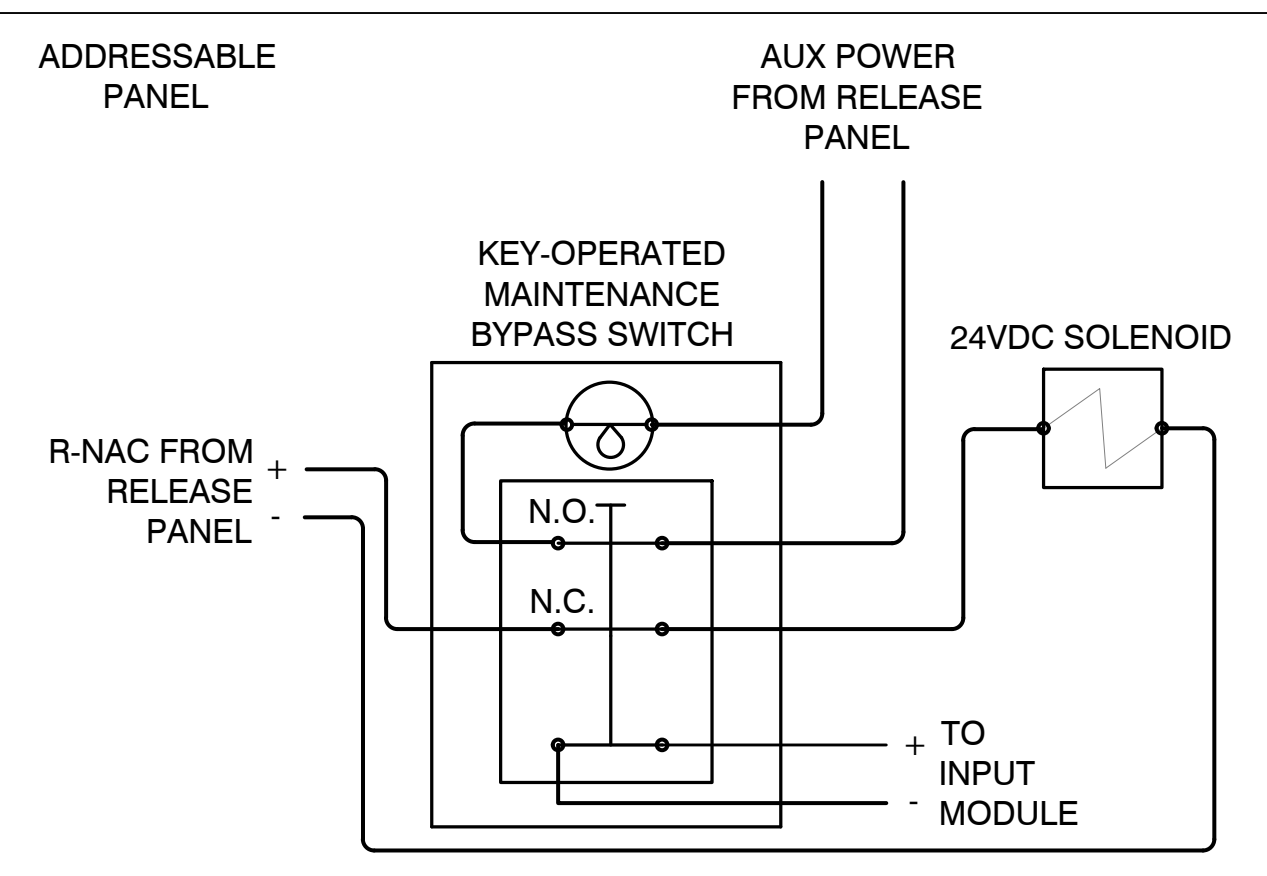 ADDRESSABLE
PANEL
AUX POWER
FROM RELEASE
PANEL
KEY-OPERATED
MAINTENANCE
BYPASS SWITCH
24VDC SOLENOID
R-NAC FROM +
RELEASE
PANEL -
N.O.
N.C.
+ TO
INPUT
- MODULE